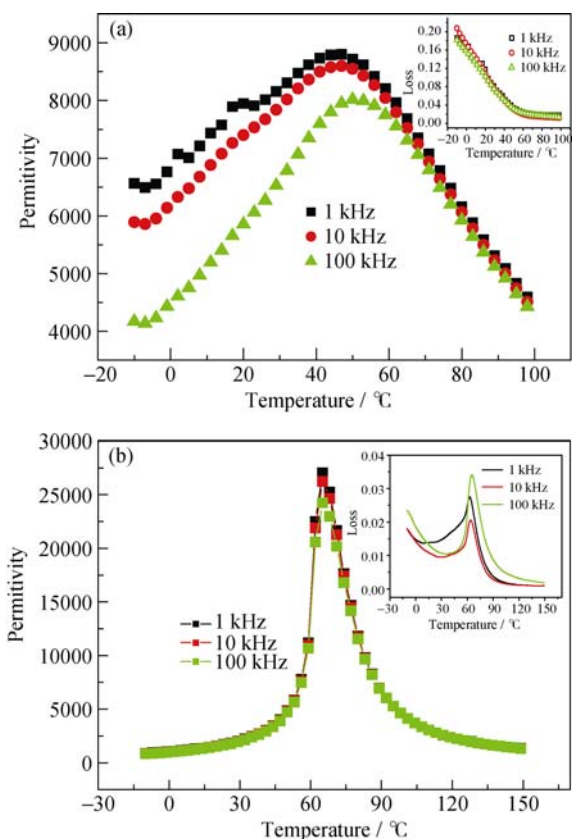 (a)
9000
8000
7000
6000
5000
4000
Permitivity
1 kHz
10 kHz
100 kHz
−20 0 20 40 60 80 100
Temperature / °C
0.20
0.16
0.12
0.08
0.04
0.00
Loss
1 kHz
10 kHz
100 kHz
−20 0 20 40 60 80 100
Temperature / °C
(b)
30000
25000
20000
15000
10000
5000
0
Permitivity
1 kHz
10 kHz
100 kHz
−30 0 30 60 90 120 150
Temperature / °C
0.04
0.03
0.02
0.01
0.00
Loss
1 kHz
10 kHz
100 kHz
−30 0 30 60 90 120 150
Temperature / °C